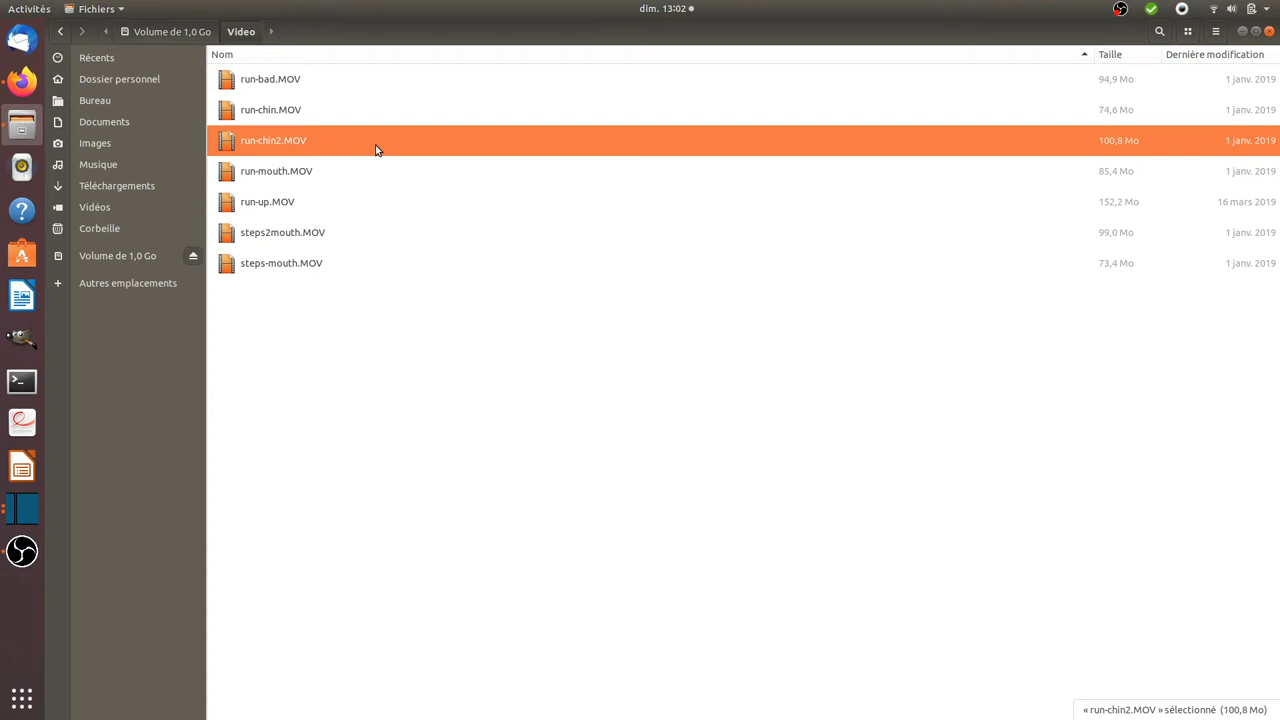 Activités Fichiers dim. 13:02
Volume de 1,0 Go Video
Récents
Dossier personnel
Bureau
Documents
Images
Musique
Téléchargements
Vidéos
Corbeille
Volume de 1,0 Go
+ Autres emplacements
Nom Taille Dernière modification
run-bad.MOV 94,9 Mo 1 janv. 2019
run-chin.MOV 74,6 Mo 1 janv. 2019
run-chin2.MOV 100,8 Mo 1 janv. 2019
run-mouth.MOV 85,4 Mo 1 janv. 2019
run-up.MOV 152,2 Mo 16 mars 2019
steps2mouth.MOV 99,0 Mo 1 janv. 2019
steps-mouth.MOV 73,4 Mo 1 janv. 2019
« run-chin2.MOV » sélectionné (100,8 Mo)